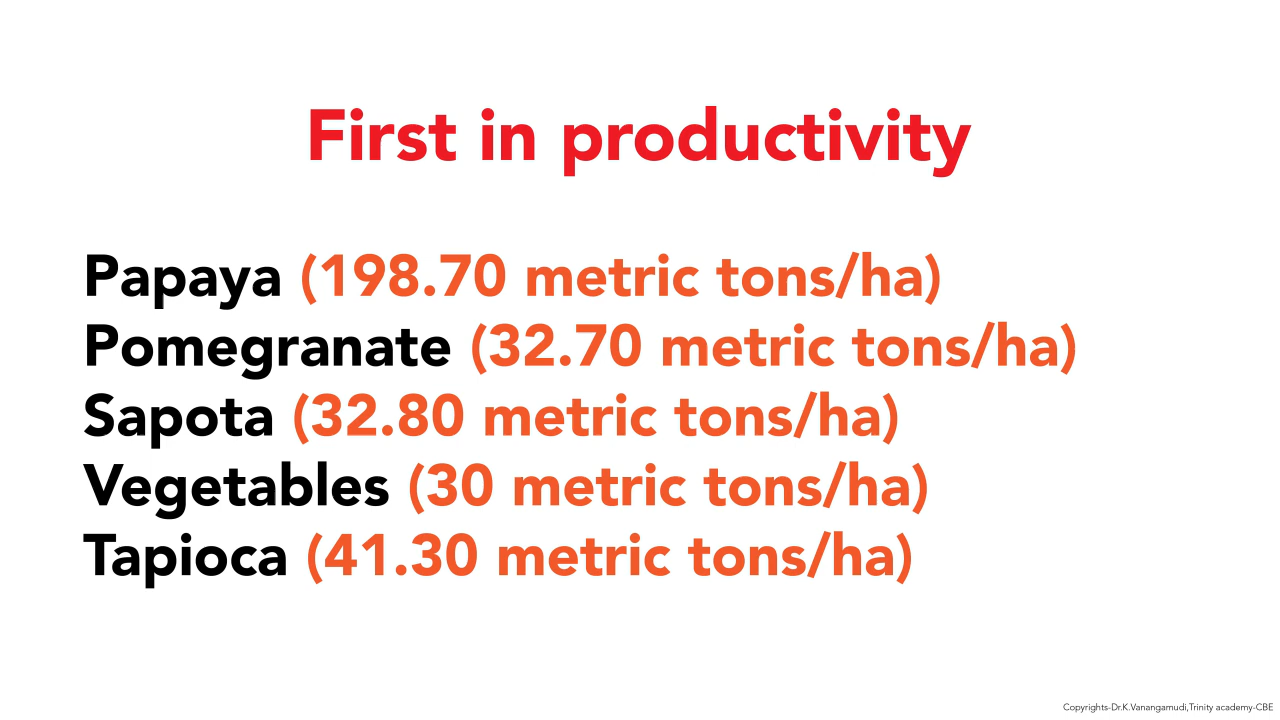 First in productivity
Papaya (198.70 metric tons/ha)
Pomegranate (32.70 metric tons/ha)
Sapota (32.80 metric tons/ha)
Vegetables (30 metric tons/ha)
Tapioca (41.30 metric tons/ha)
Copyrights-Dr.K.Vanangamudi,Trinity academy-CBE